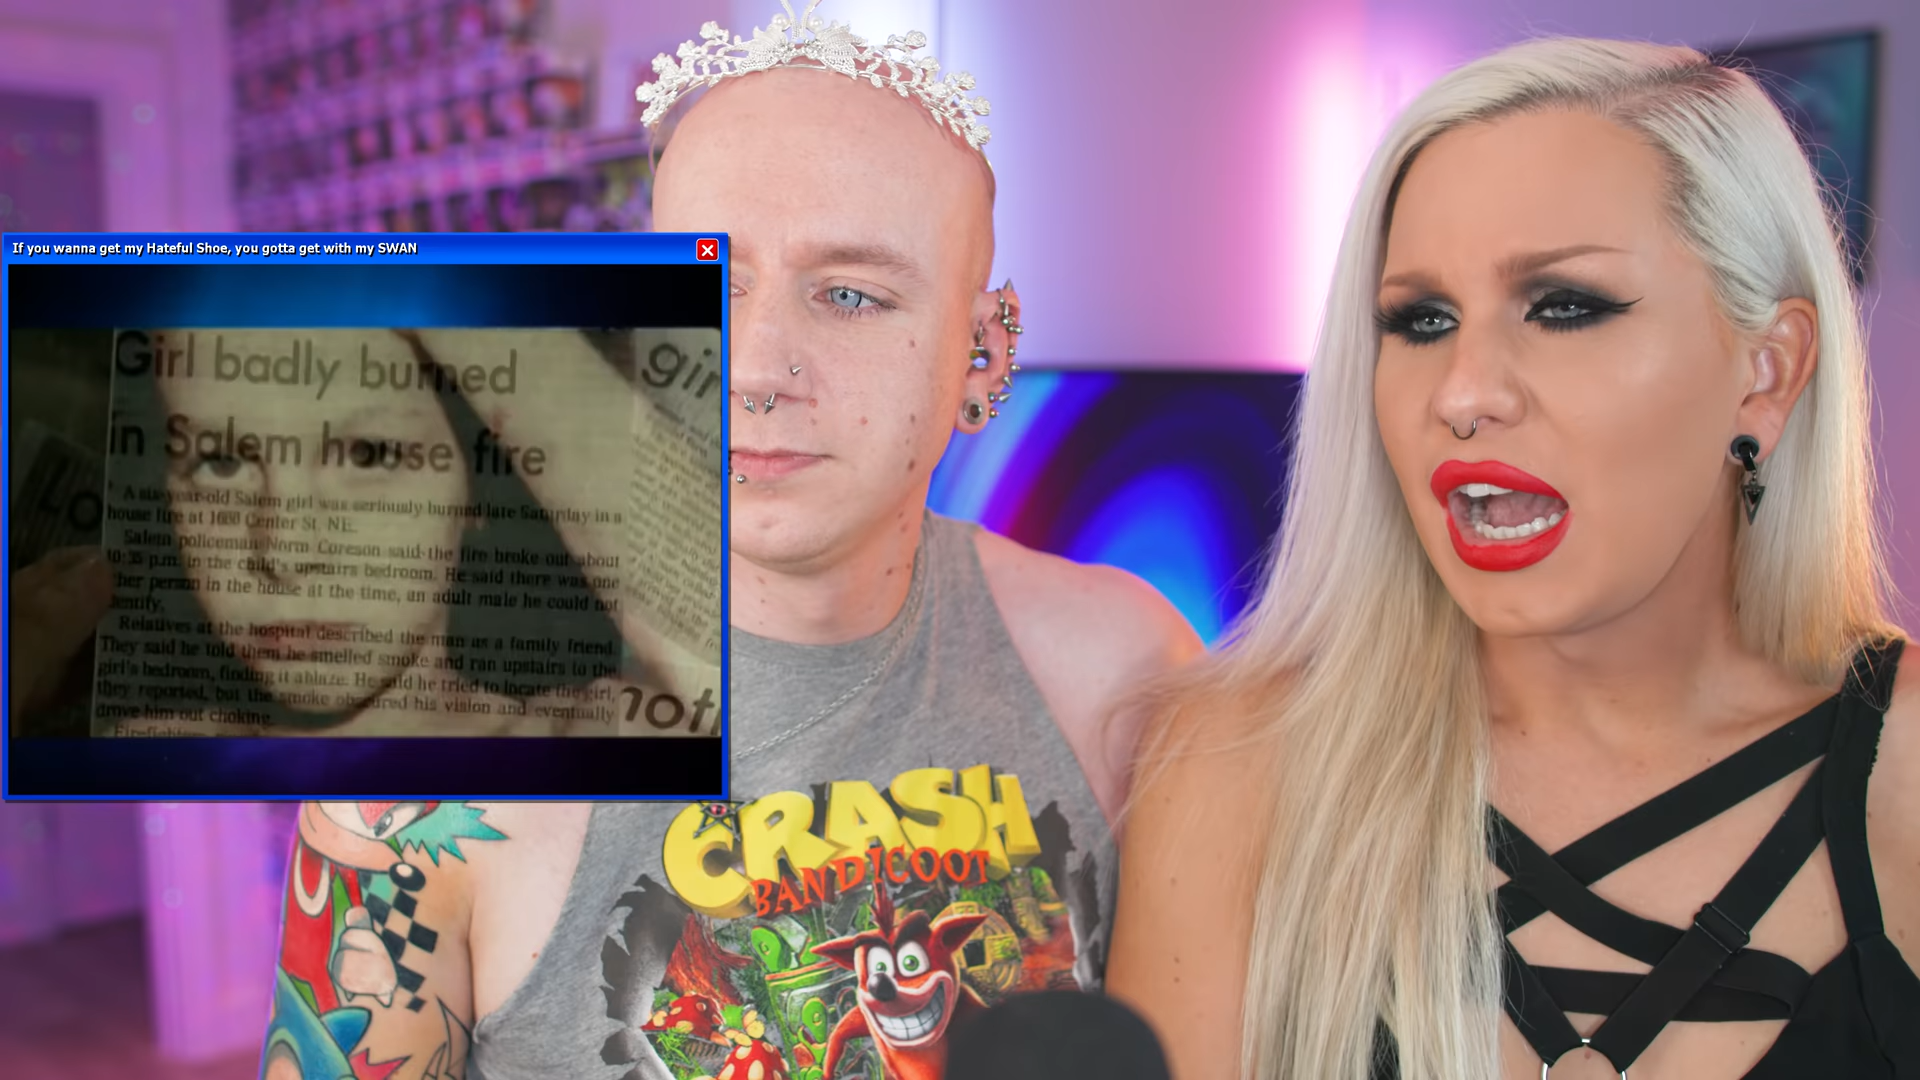 If you wanna get my Hateful Shoe, you gotta get with my SWAN
Girl badly burned
in Salem house fire
A six-year-old Salem girl was seriously burned late Saturday in a
house fire at 1680 Center St. NE.
Salem policeman Norm Coreson said the fire broke out about
10:35 p.m. in the child's upstairs bedroom. He said there was one
ther person in the house at the time, an adult male he could not
dentify.
Relatives at the hospital described the man as a family friend.
They said he told them he smelled smoke and ran upstairs to the
girl's bedroom, finding it ablaze. He said he tried to locate the girl,
they reported, but the smoke obscured his vision and eventually
drove him out choking.
gir
Lo
not
CRASH
BANDICOOT